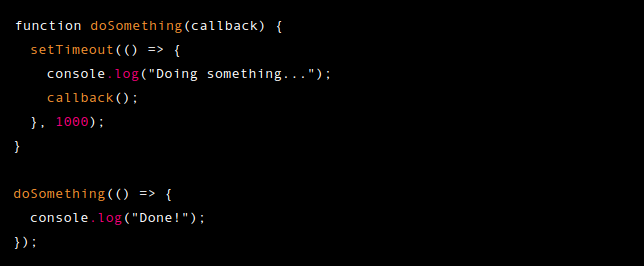 function doSomething(callback) {
  setTimeout(() => {
    console.log("Doing something...");
    callback();
  }, 1000);
}

doSomething(() => {
  console.log("Done!");
});